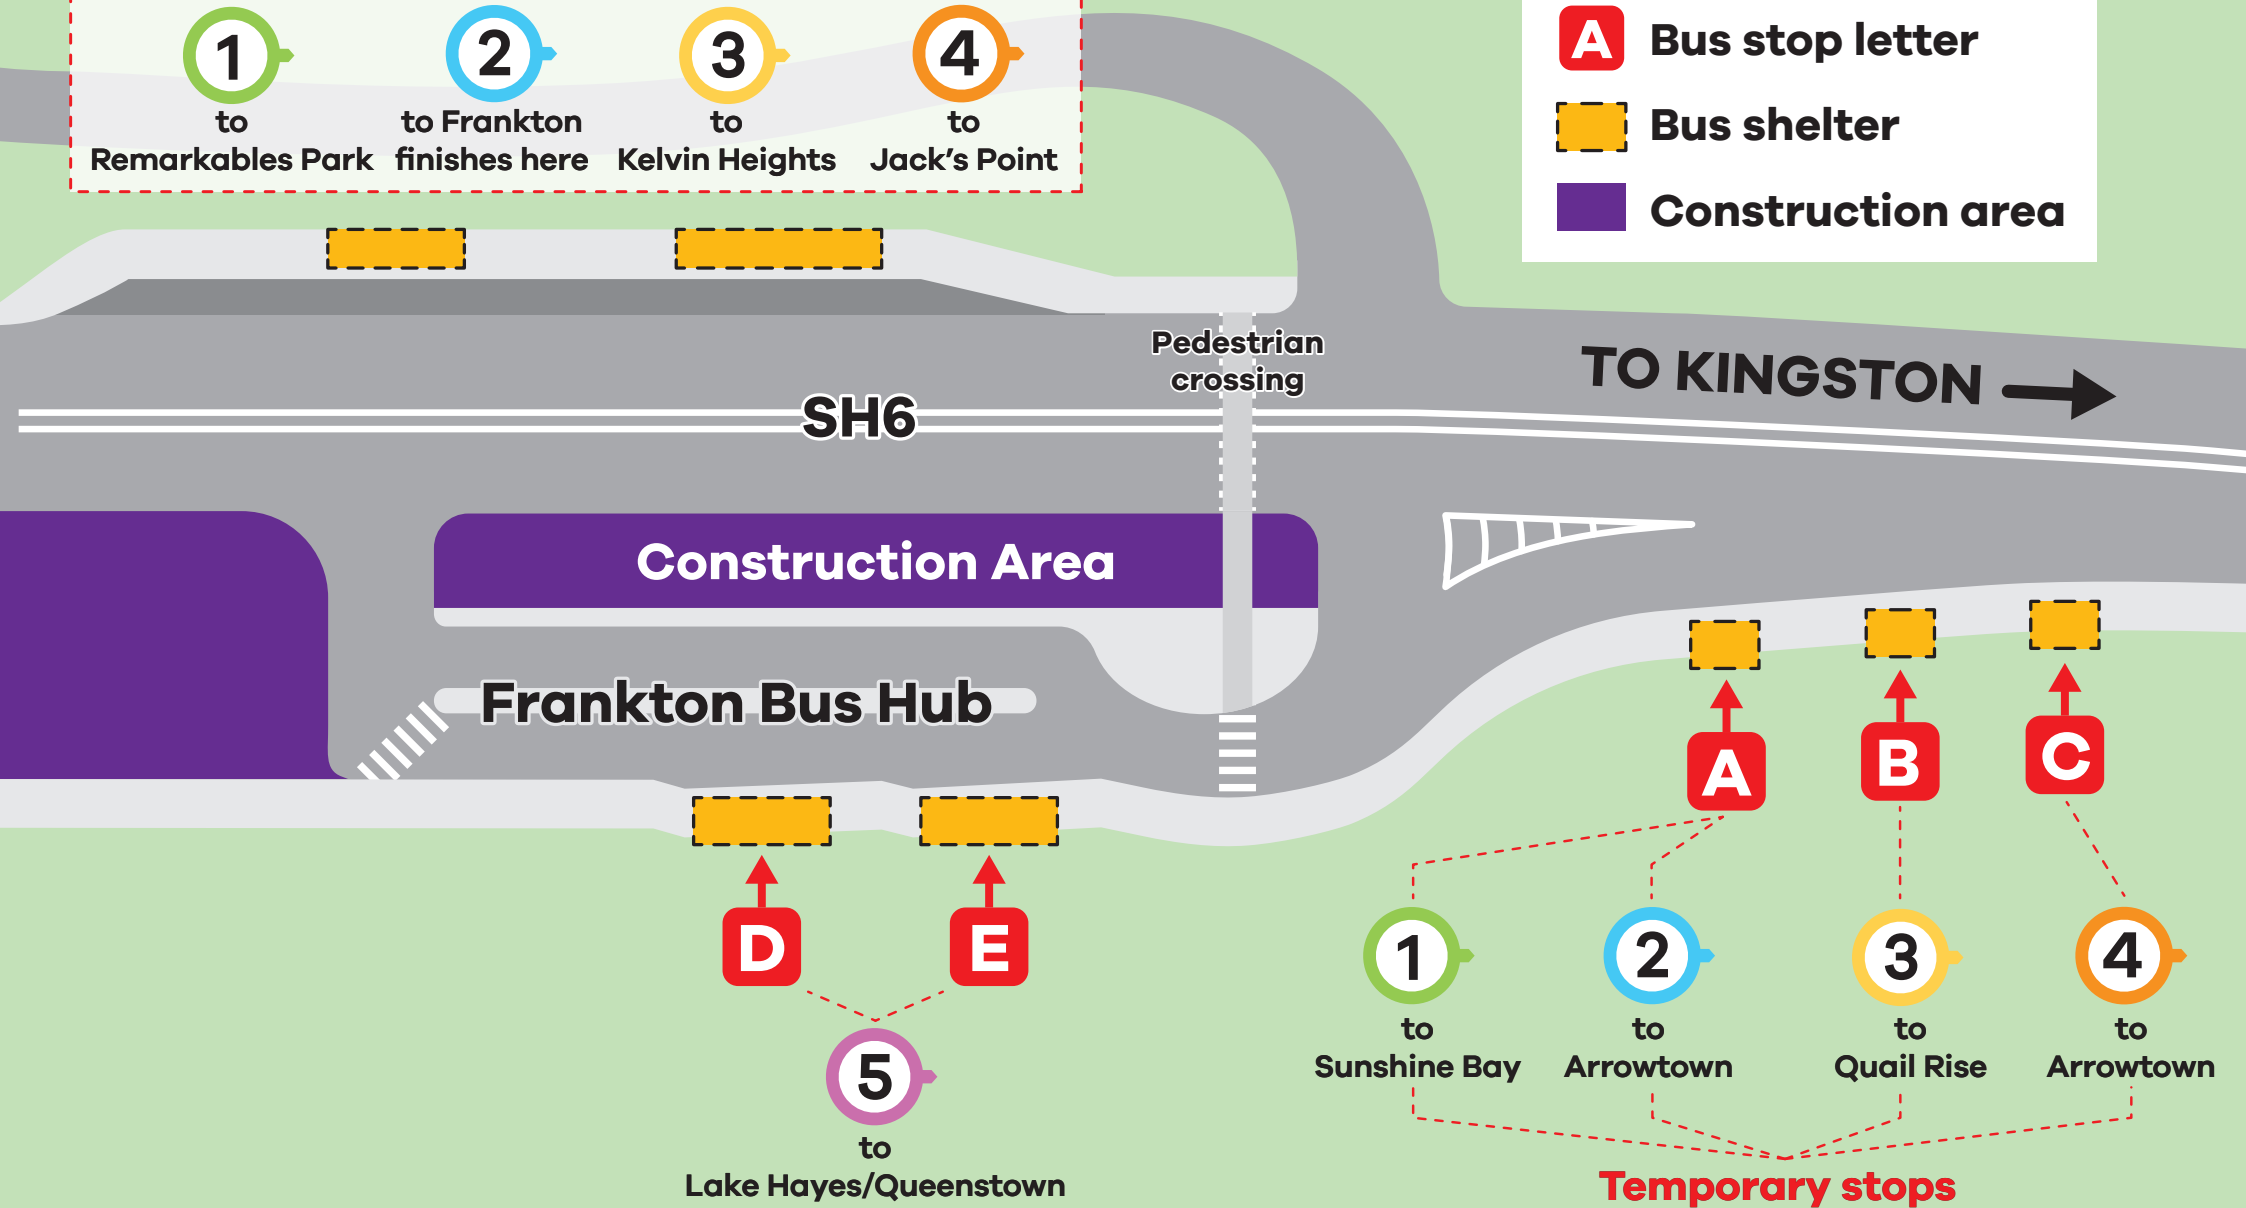 1
2
3
4
to
Remarkables Park
to Frankton
finishes here
to
Kelvin Heights
to
Jack's Point
A Bus stop letter
Bus shelter
Construction area
Pedestrian
crossing
TO KINGSTON
SH6
Construction Area
Frankton Bus Hub
A
B
C
D
E
1
to
Sunshine Bay
2
to
Arrowtown
3
to
Quail Rise
4
to
Arrowtown
5
to
Lake Hayes/Queenstown
Temporary stops